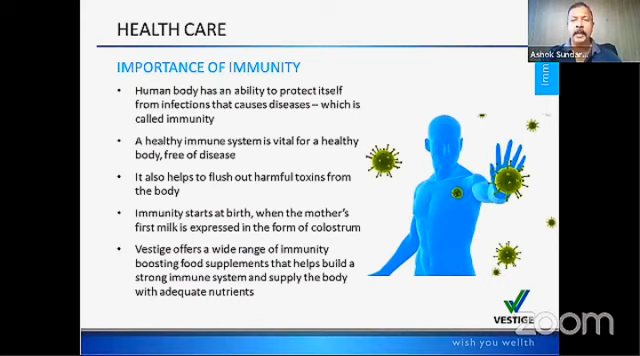 HEALTH CARE
Ashok Sundar...
Imm
IMPORTANCE OF IMMUNITY
• Human body has an ability to protect itself
from infections that causes diseases – which is
called immunity
• A healthy immune system is vital for a healthy
body, free of disease
• It also helps to flush out harmful toxins from
the body
• Immunity starts at birth, when the mother's
first milk is expressed in the form of colostrum
• Vestige offers a wide range of immunity
boosting food supplements that helps build a
strong immune system and supply the body
with adequate nutrients
VESTIGE
zoom
wish you wellth